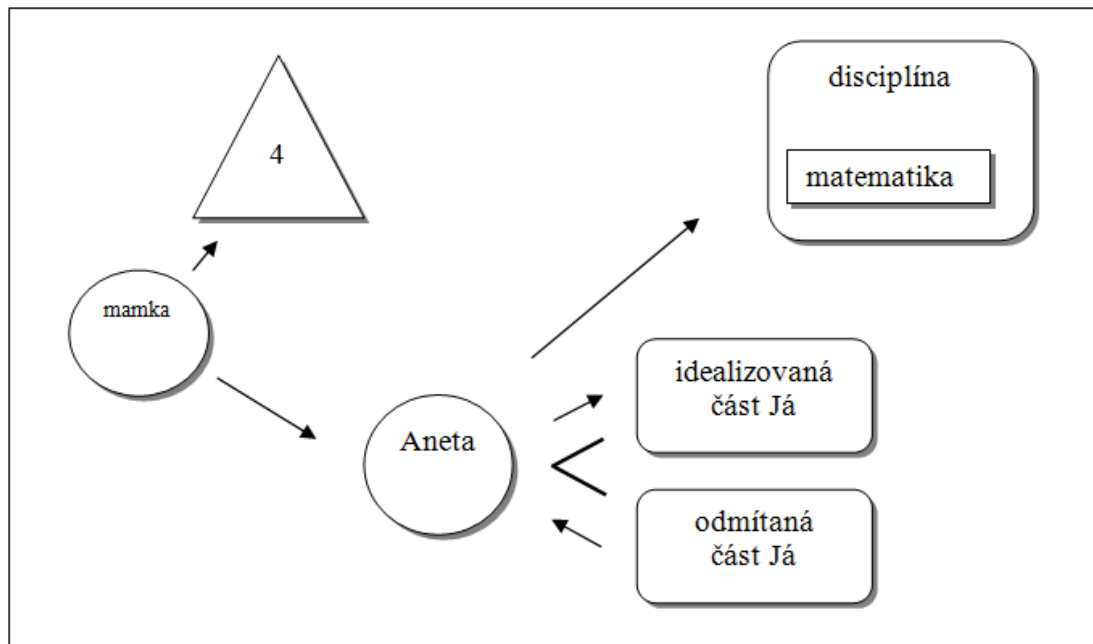 disciplína
4
matematika
mamka
idealizovaná
část Já
Aneta
odmítaná
část Já